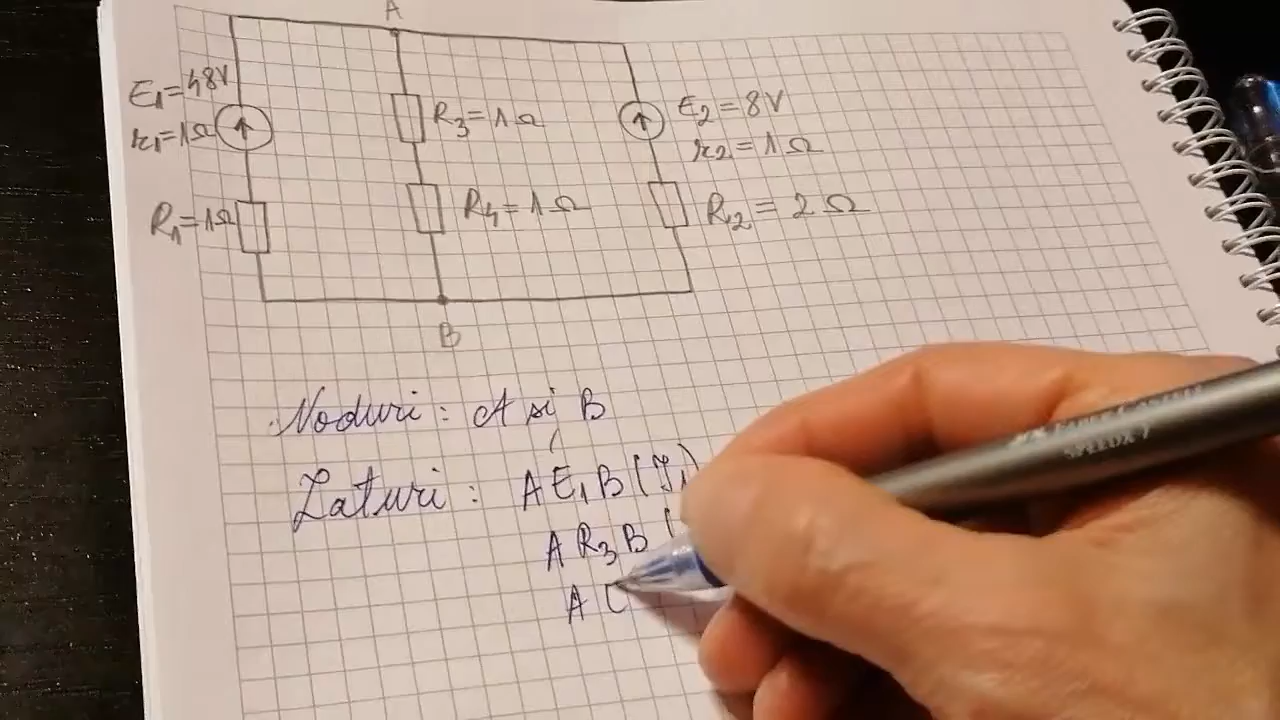 A
E1=48V
r1=1Ω
R3=1Ω
E2=8V
r2=1Ω
R1=1Ω
R4=1Ω
R2=2Ω
B
Noduri: A si B
Laturi: AE1B(I1)
AR3B(
A